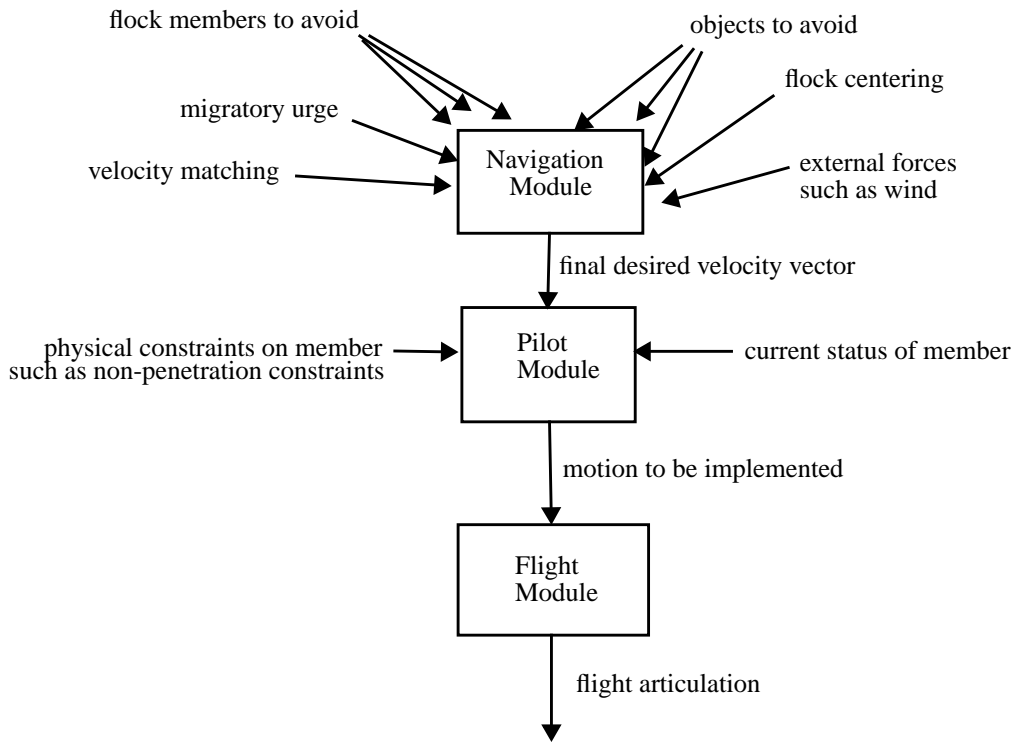 flock members to avoid
objects to avoid
flock centering
migratory urge
velocity matching
Navigation
Module
external forces
such as wind
final desired velocity vector
physical constraints on member
such as non-penetration constraints
Pilot
Module
current status of member
motion to be implemented
Flight
Module
flight articulation